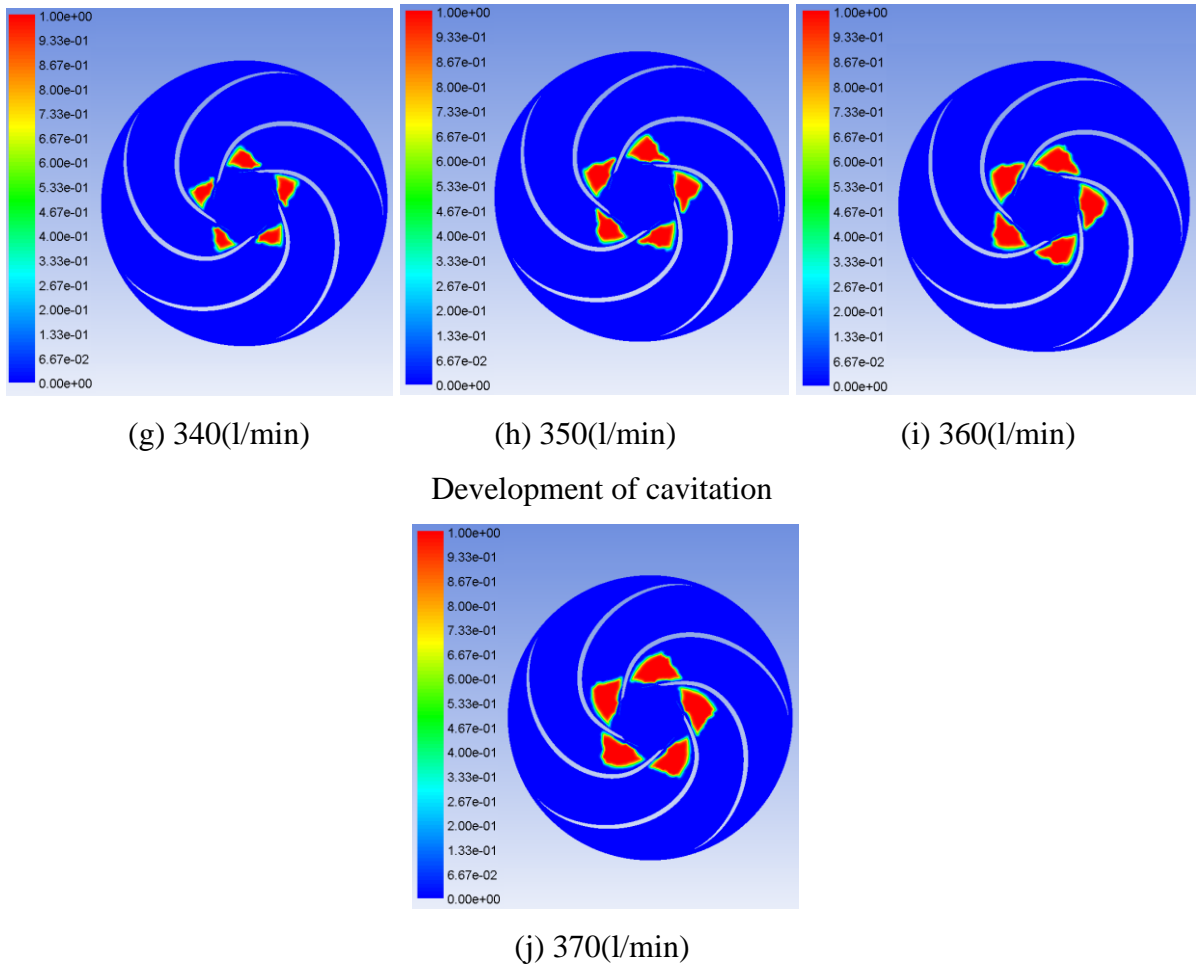 1.00e+00
9.33e-01
8.67e-01
8.00e-01
7.33e-01
6.67e-01
6.00e-01
5.33e-01
4.67e-01
4.00e-01
3.33e-01
2.67e-01
2.00e-01
1.33e-01
6.67e-02
0.00e+00
1.00e+00
9.33e-01
8.67e-01
8.00e-01
7.33e-01
6.67e-01
6.00e-01
5.33e-01
4.67e-01
4.00e-01
3.33e-01
2.67e-01
2.00e-01
1.33e-01
6.67e-02
0.00e+00
1.00e+00
9.33e-01
8.67e-01
8.00e-01
7.33e-01
6.67e-01
6.00e-01
5.33e-01
4.67e-01
4.00e-01
3.33e-01
2.67e-01
2.00e-01
1.33e-01
6.67e-02
0.00e+00
(g) 340(l/min)
(h) 350(l/min)
(i) 360(l/min)
Development of cavitation
1.00e+00
9.33e-01
8.67e-01
8.00e-01
7.33e-01
6.67e-01
6.00e-01
5.33e-01
4.67e-01
4.00e-01
3.33e-01
2.67e-01
2.00e-01
1.33e-01
6.67e-02
0.00e+00
(j) 370(l/min)